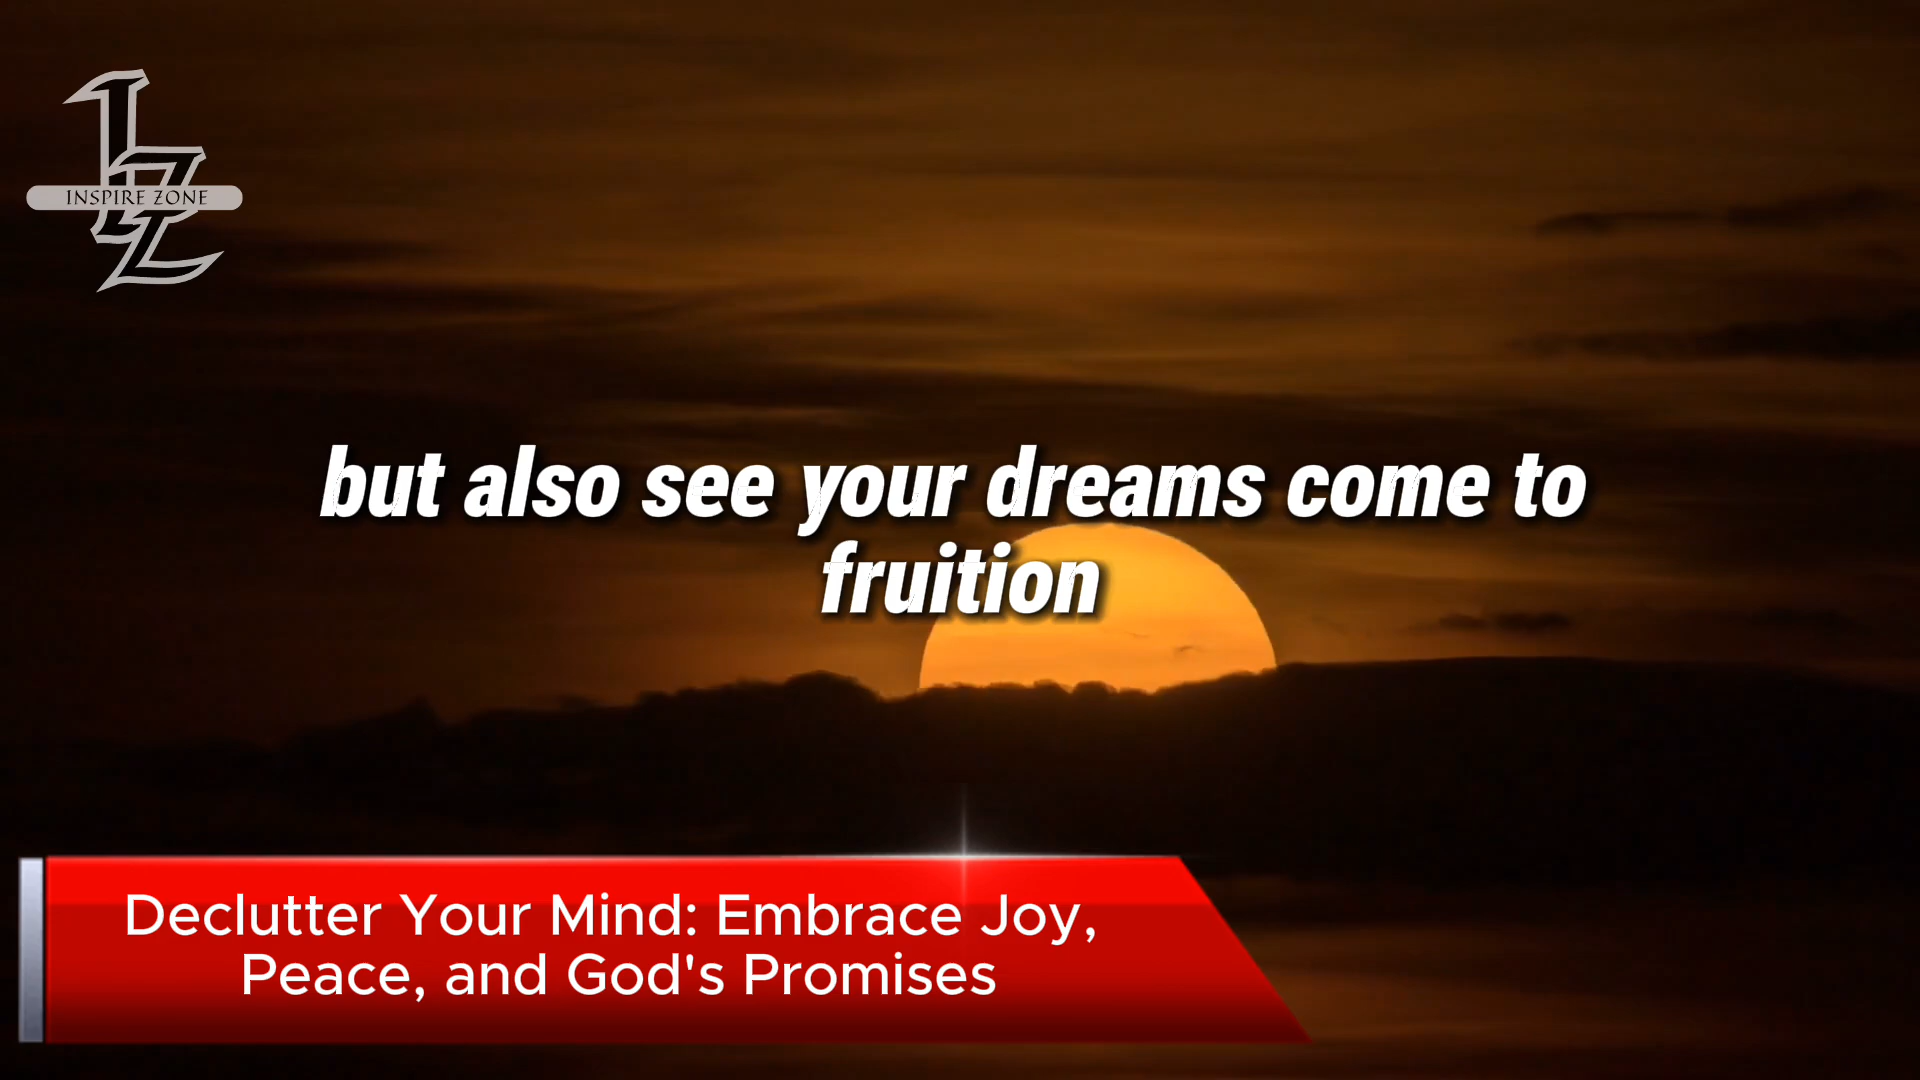 INSPIRE ZONE
but also see your dreams come to
fruition
Declutter Your Mind: Embrace Joy,
Peace, and God's Promises